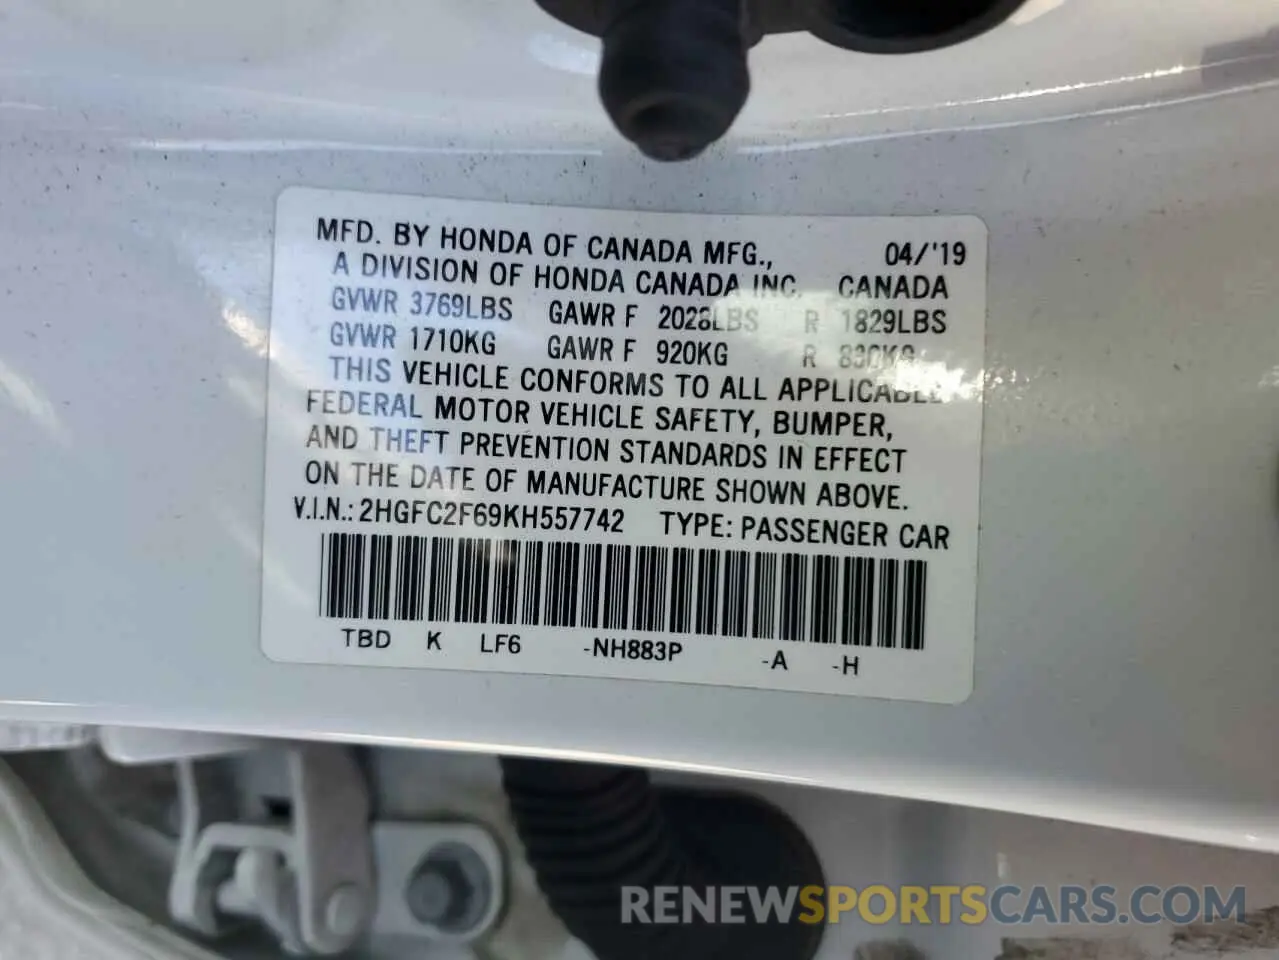 MFD. BY HONDA OF CANADA MFG., 04/'19
A DIVISION OF HONDA CANADA INC. CANADA
GVWR 3769LBS GAWR F 2028LBS R 1829LBS
GVWR 1710KG GAWR F 920KG R 830KG
THIS VEHICLE CONFORMS TO ALL APPLICABLE
FEDERAL MOTOR VEHICLE SAFETY, BUMPER,
AND THEFT PREVENTION STANDARDS IN EFFECT
ON THE DATE OF MANUFACTURE SHOWN ABOVE.
V.I.N.: 2HGFC2F69KH557742 TYPE: PASSENGER CAR
TBD K LF6 -NH883P -A -H
RENEWSPORTSCARS.COM